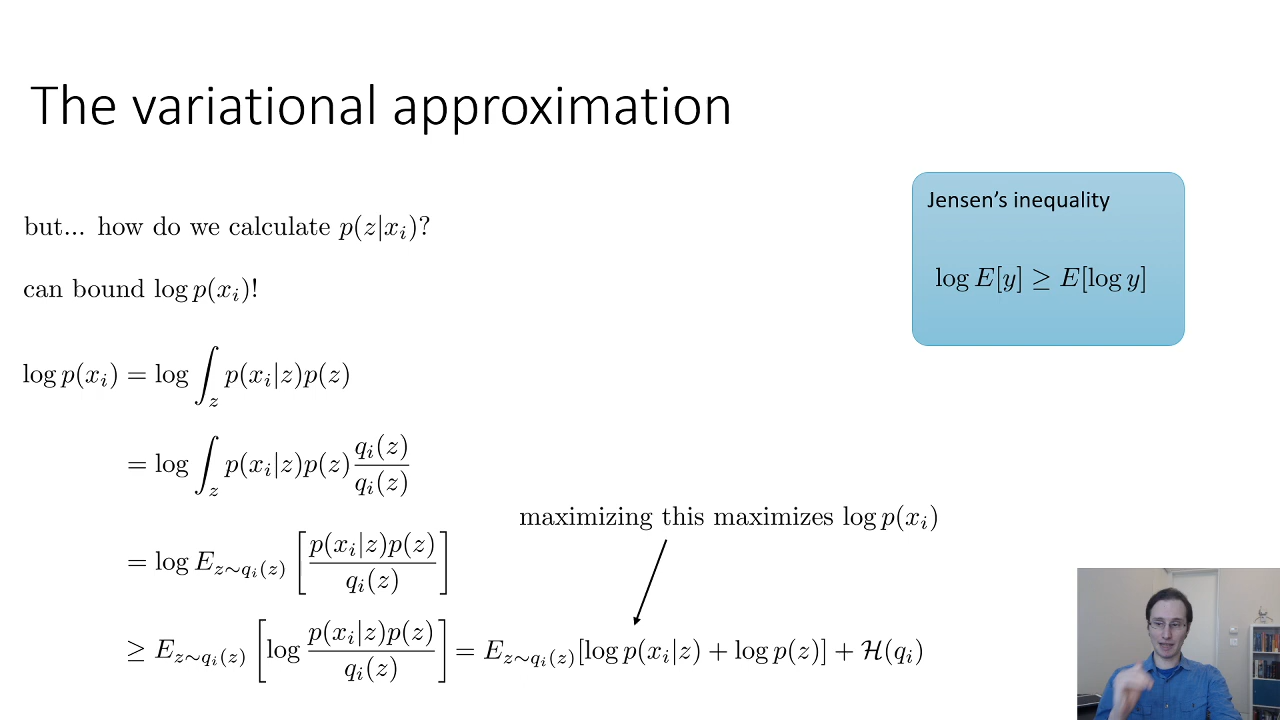 The variational approximation
but... how do we calculate p(z|x_i)?
can bound log p(x_i)!
Jensen's inequality
log E[y] ≥ E[log y]
log p(x_i) = log ∫_z p(x_i|z)p(z)
= log ∫_z p(x_i|z)p(z) q_i(z)/q_i(z)
= log E_{z∼q_i(z)} [p(x_i|z)p(z)/q_i(z)]
maximizing this maximizes log p(x_i)
≥ E_{z∼q_i(z)} [log p(x_i|z)p(z)/q_i(z)] = E_{z∼q_i(z)}[log p(x_i|z) + log p(z)] + ℋ(q_i)